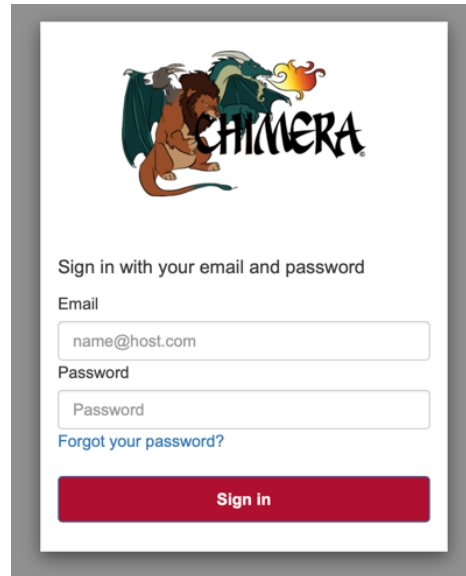 CHIMERA
Sign in with your email and password
Email
name@host.com
Password
Password
Forgot your password?
Sign in